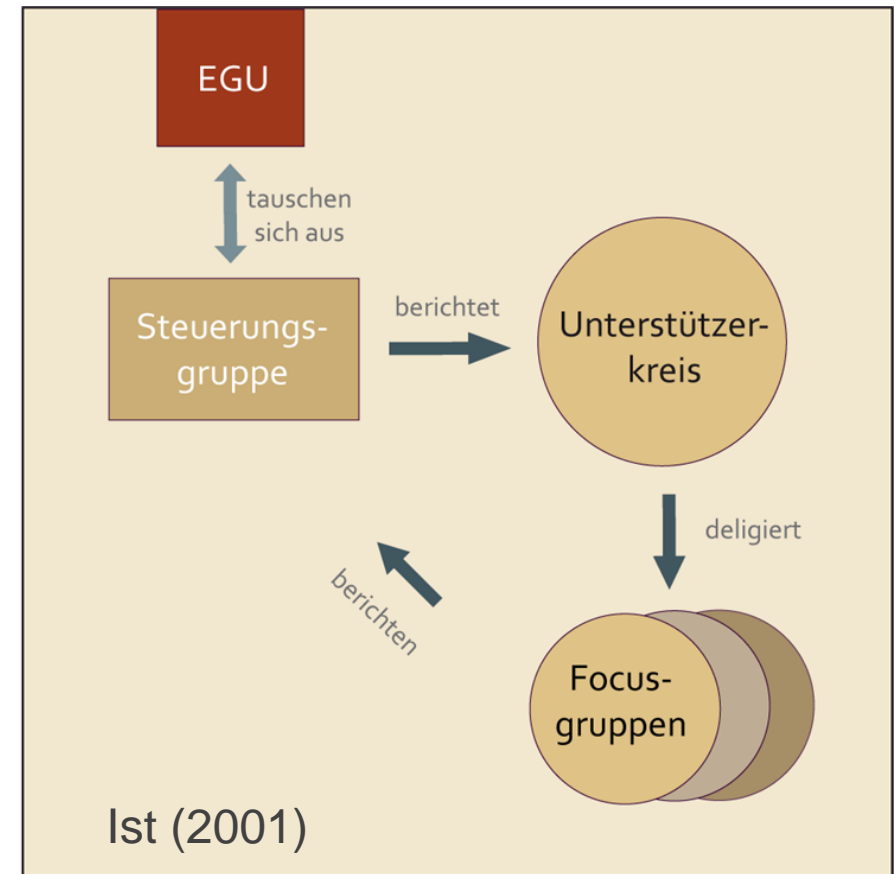 EGU
tauschen
sich aus
Steuerungs-
gruppe
berichtet
Unterstützer-
kreis
deligiert
berichten
Focus-
gruppen
Ist (2001)